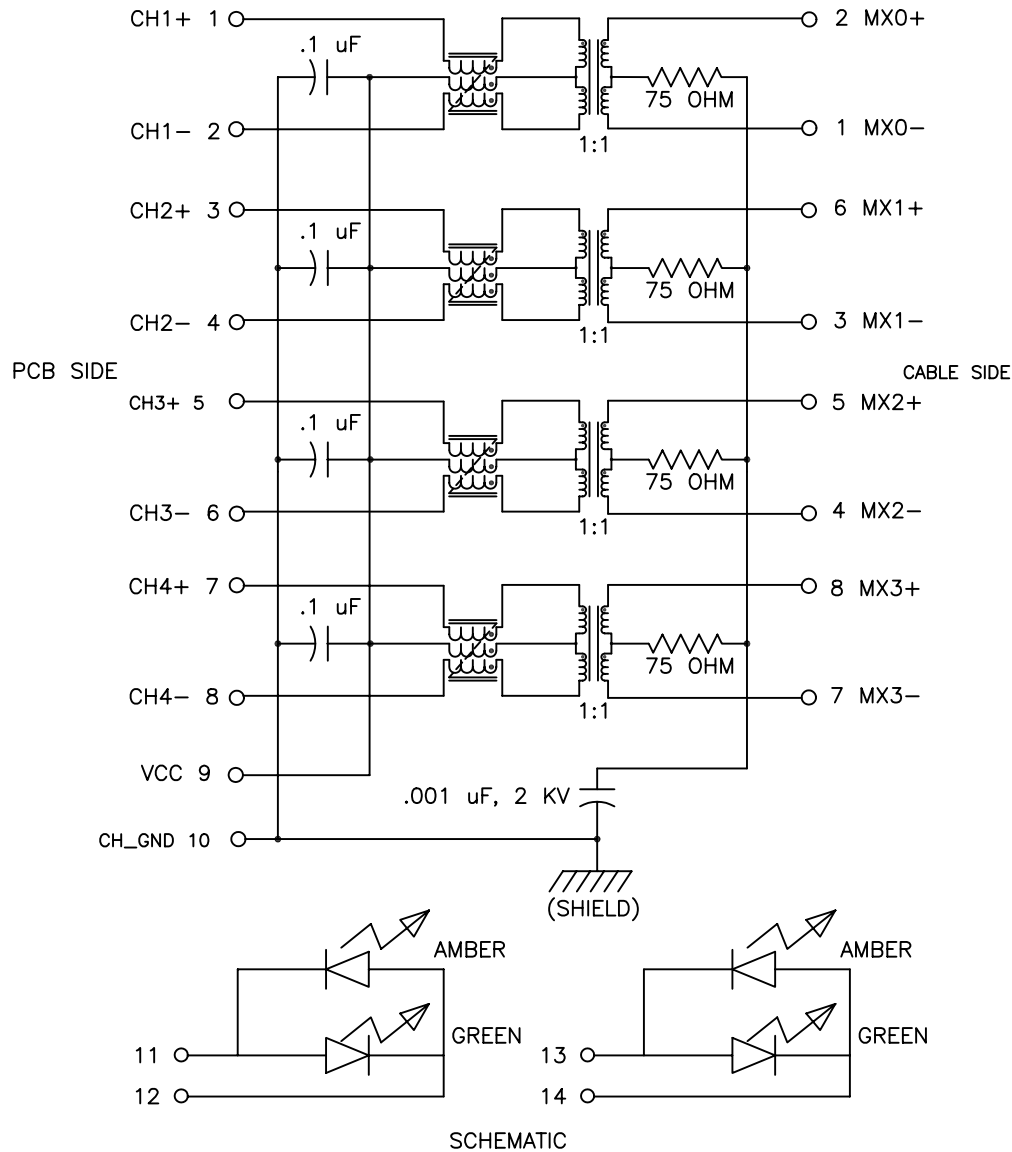 CH1+ 1
2 MX0+
.1 uF
75 OHM
CH1- 2
1 MX0-
1:1
CH2+ 3
6 MX1+
.1 uF
75 OHM
CH2- 4
3 MX1-
1:1
PCB SIDE
CABLE SIDE
CH3+ 5
5 MX2+
.1 uF
75 OHM
CH3- 6
4 MX2-
1:1
CH4+ 7
8 MX3+
.1 uF
75 OHM
CH4- 8
7 MX3-
1:1
VCC 9
.001 uF, 2 KV
CH_GND 10
(SHIELD)
AMBER
AMBER
GREEN
GREEN
11
13
12
14
SCHEMATIC